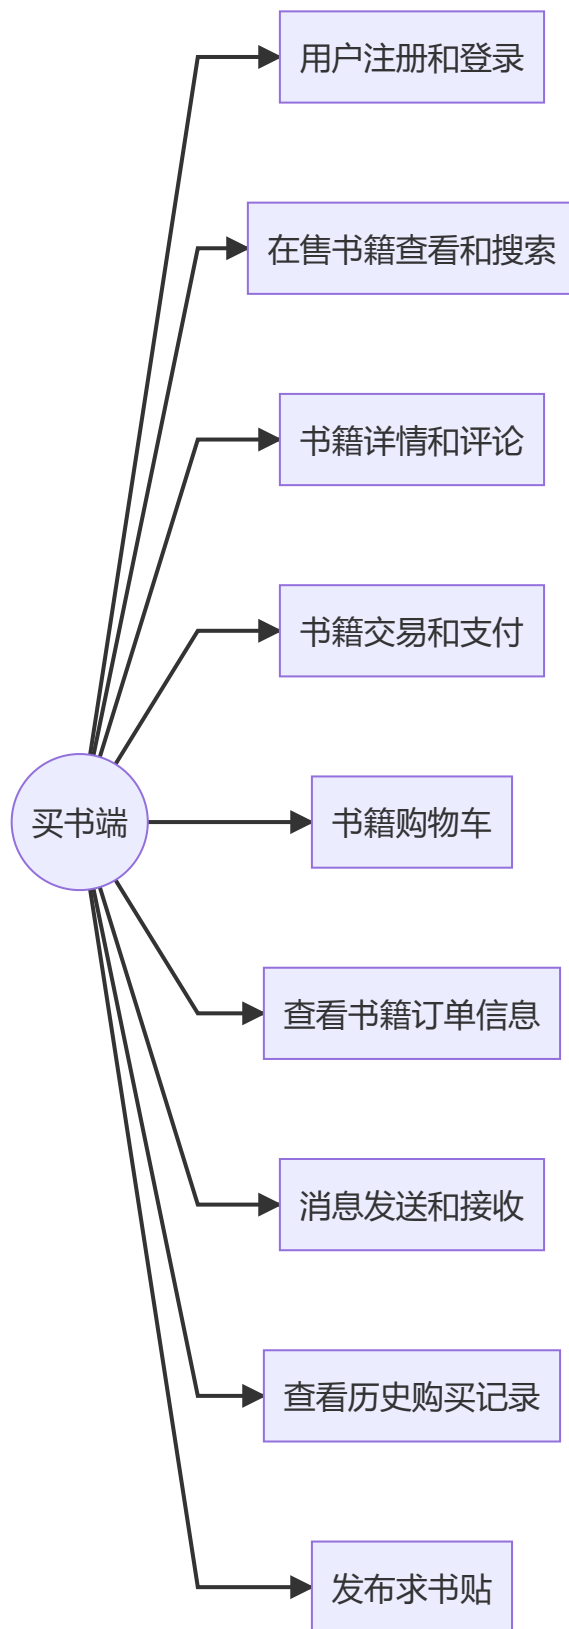 用户注册和登录
在售书籍查看和搜索
书籍详情和评论
书籍交易和支付
买书端
书籍购物车
查看书籍订单信息
消息发送和接收
查看历史购买记录
发布求书贴